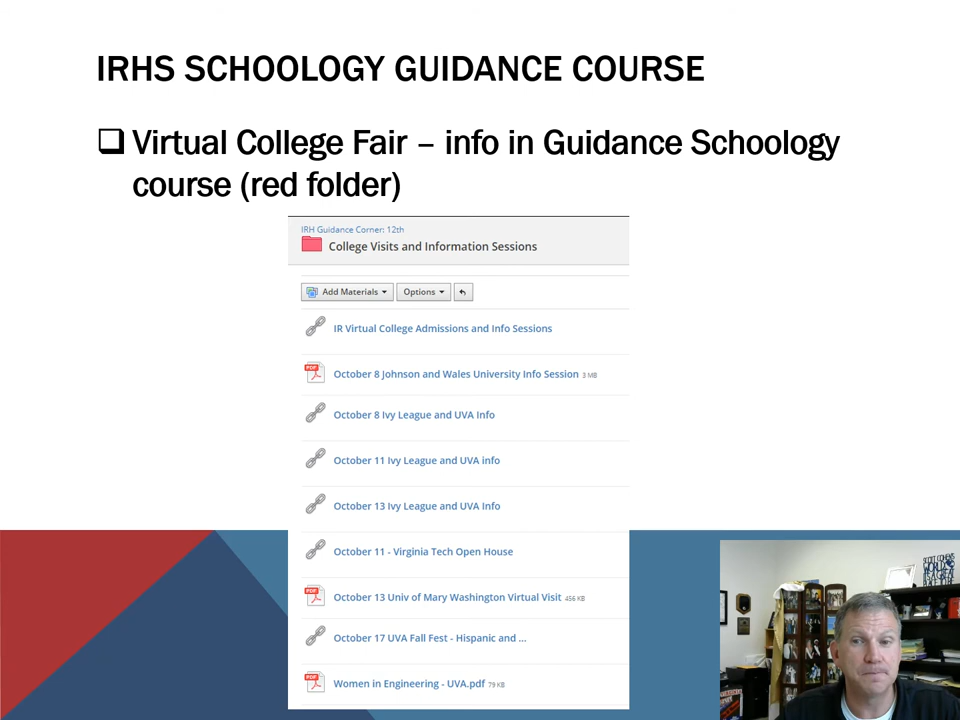 IRHS SCHOOLOGY GUIDANCE COURSE
Virtual College Fair – info in Guidance Schoology
course (red folder)
IRH Guidance Corner: 12th
College Visits and Information Sessions
Add Materials
Options
IR Virtual College Admissions and Info Sessions
October 8 Johnson and Wales University Info Session 3 MB
October 8 Ivy League and UVA Info
October 11 Ivy League and UVA info
October 13 Ivy League and UVA Info
October 11 - Virginia Tech Open House
October 13 Univ of Mary Washington Virtual Visit 456 KB
October 17 UVA Fall Fest - Hispanic and ...
Women in Engineering - UVA.pdf 79 KB